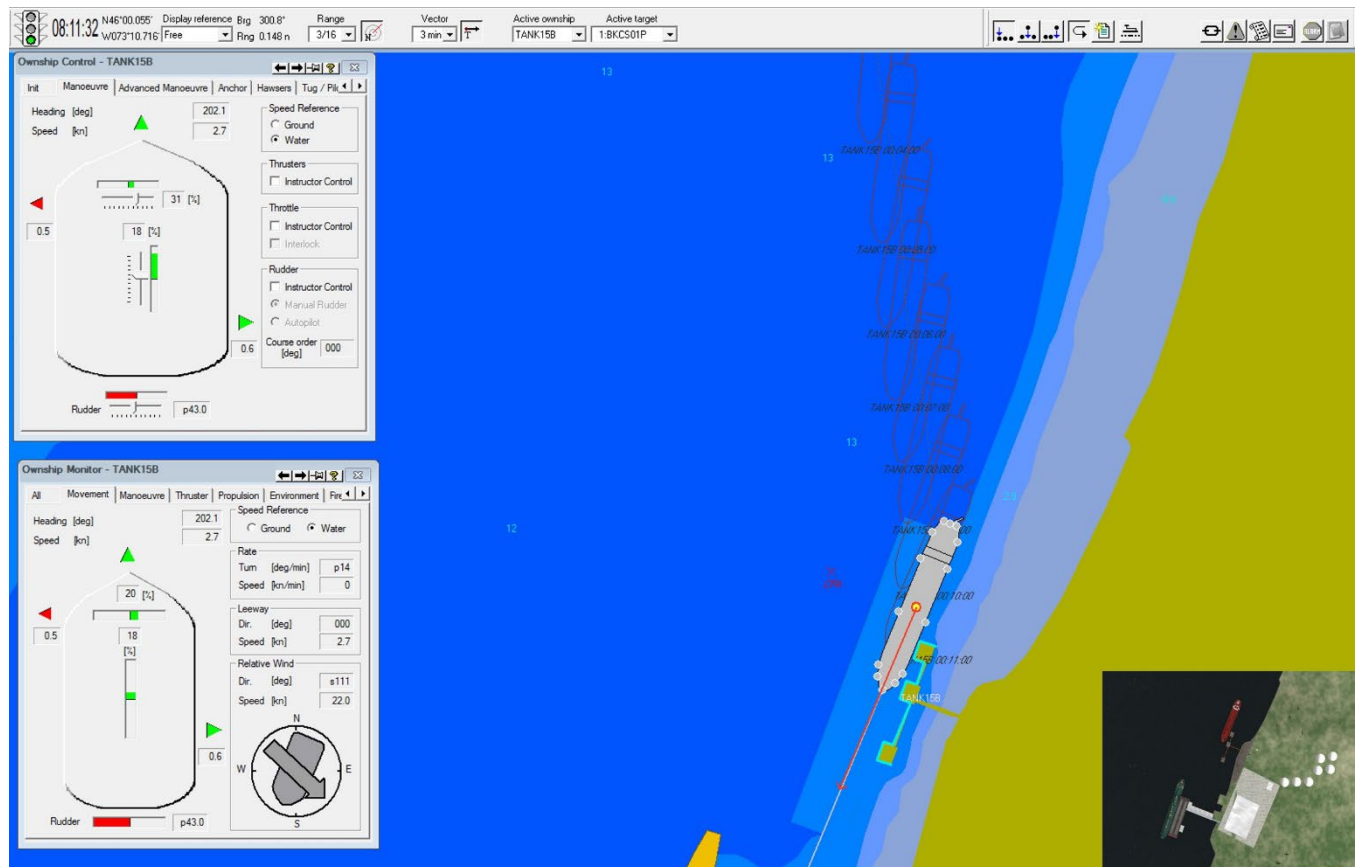 08:11:32
N46°00.055'
W073°10.716'
Display reference
Free
Brg 300.8°
Rng 0.148 n
Range
3/16
Vector
3 min
Active ownship
TANK15B
Active target
1:BKCS01P
Ownship Control - TANK15B
Init Manoeuvre Advanced Manoeuvre Anchor Hawsers Tug / Pilo
Heading [deg] 202.1
Speed [kn] 2.7
Speed Reference
Ground
Water
Thrusters
Instructor Control
Throttle
Instructor Control
Interlock
Rudder
Instructor Control
Manual Rudder
Autopilot
Course order
[deg] 000
31 [%]
0.5
18 [%]
0.6
Rudder p43.0
Ownship Monitor - TANK15B
All Movement Manoeuvre Thruster Propulsion Environment Fire
Heading [deg] 202.1
Speed [kn] 2.7
Speed Reference
Ground Water
Rate
Turn [deg/min] p14
Speed [kn/min] 0
Leeway
Dir. [deg] 000
Speed [kn] 2.7
Relative Wind
Dir. [deg] s111
Speed [kn] 22.0
N
W E
S
20 [%]
0.5
18
[%]
0.6
Rudder p43.0
13
13
TANK15B 00:04:00
TANK15B 00:05:00
TANK15B 00:06:00
TANK15B 00:07:00
13
TANK15B 00:08:00
12
00:10:00
00:11:00
TANK15B